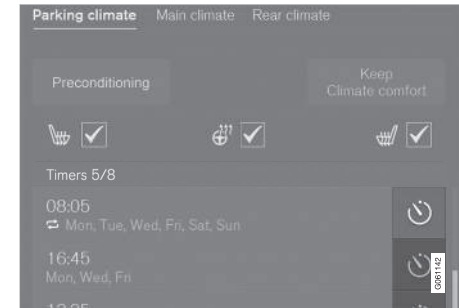 Parking climate Main climate Rear climate
Preconditioning
Keep
Climate comfort
Timers 5/8
08:05
Mon, Tue, Wed, Fri, Sat, Sun
16:45
Mon, Wed, Fri
G061142